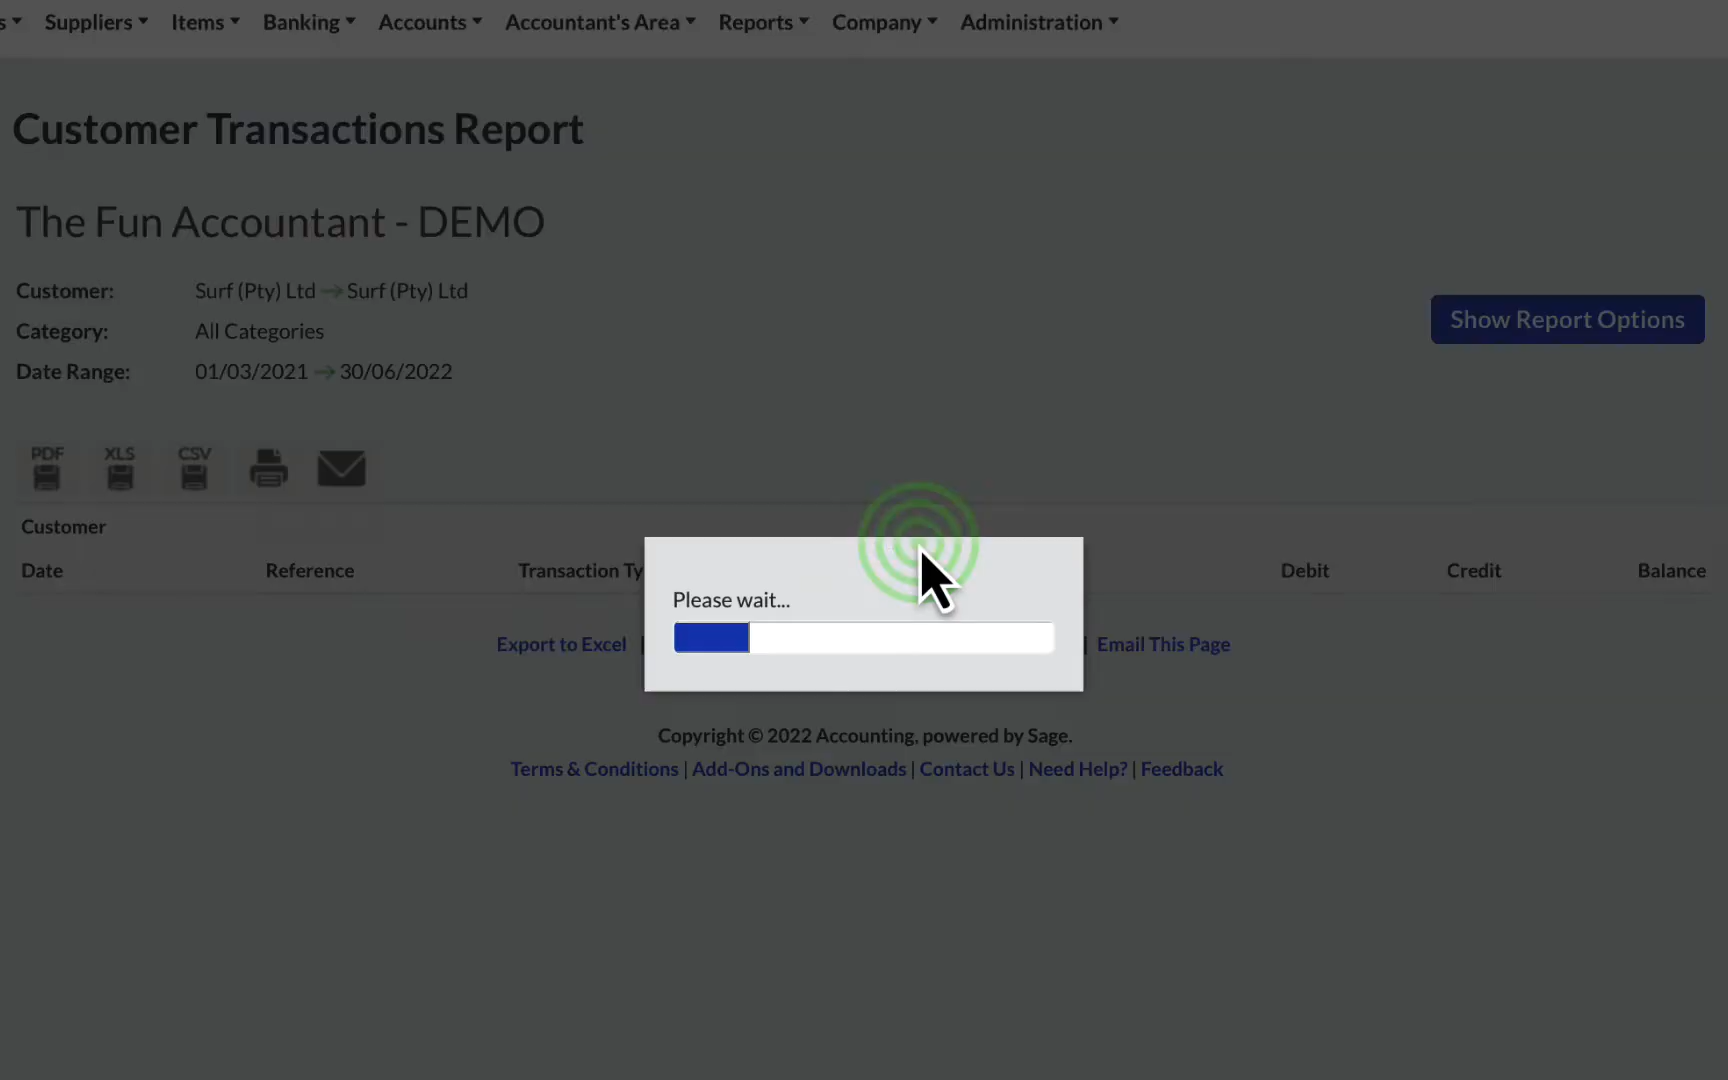 s Suppliers Items Banking Accounts Accountant's Area Reports Company Administration
Customer Transactions Report
The Fun Accountant - DEMO
Customer: Surf (Pty) Ltd → Surf (Pty) Ltd
Category: All Categories
Show Report Options
Date Range: 01/03/2021 → 30/06/2022
PDF XLS CSV
Customer
Date Reference Transaction Ty Debit Credit Balance
Please wait...
Export to Excel | | Email This Page
Copyright © 2022 Accounting, powered by Sage.
Terms & Conditions | Add-Ons and Downloads | Contact Us | Need Help? | Feedback